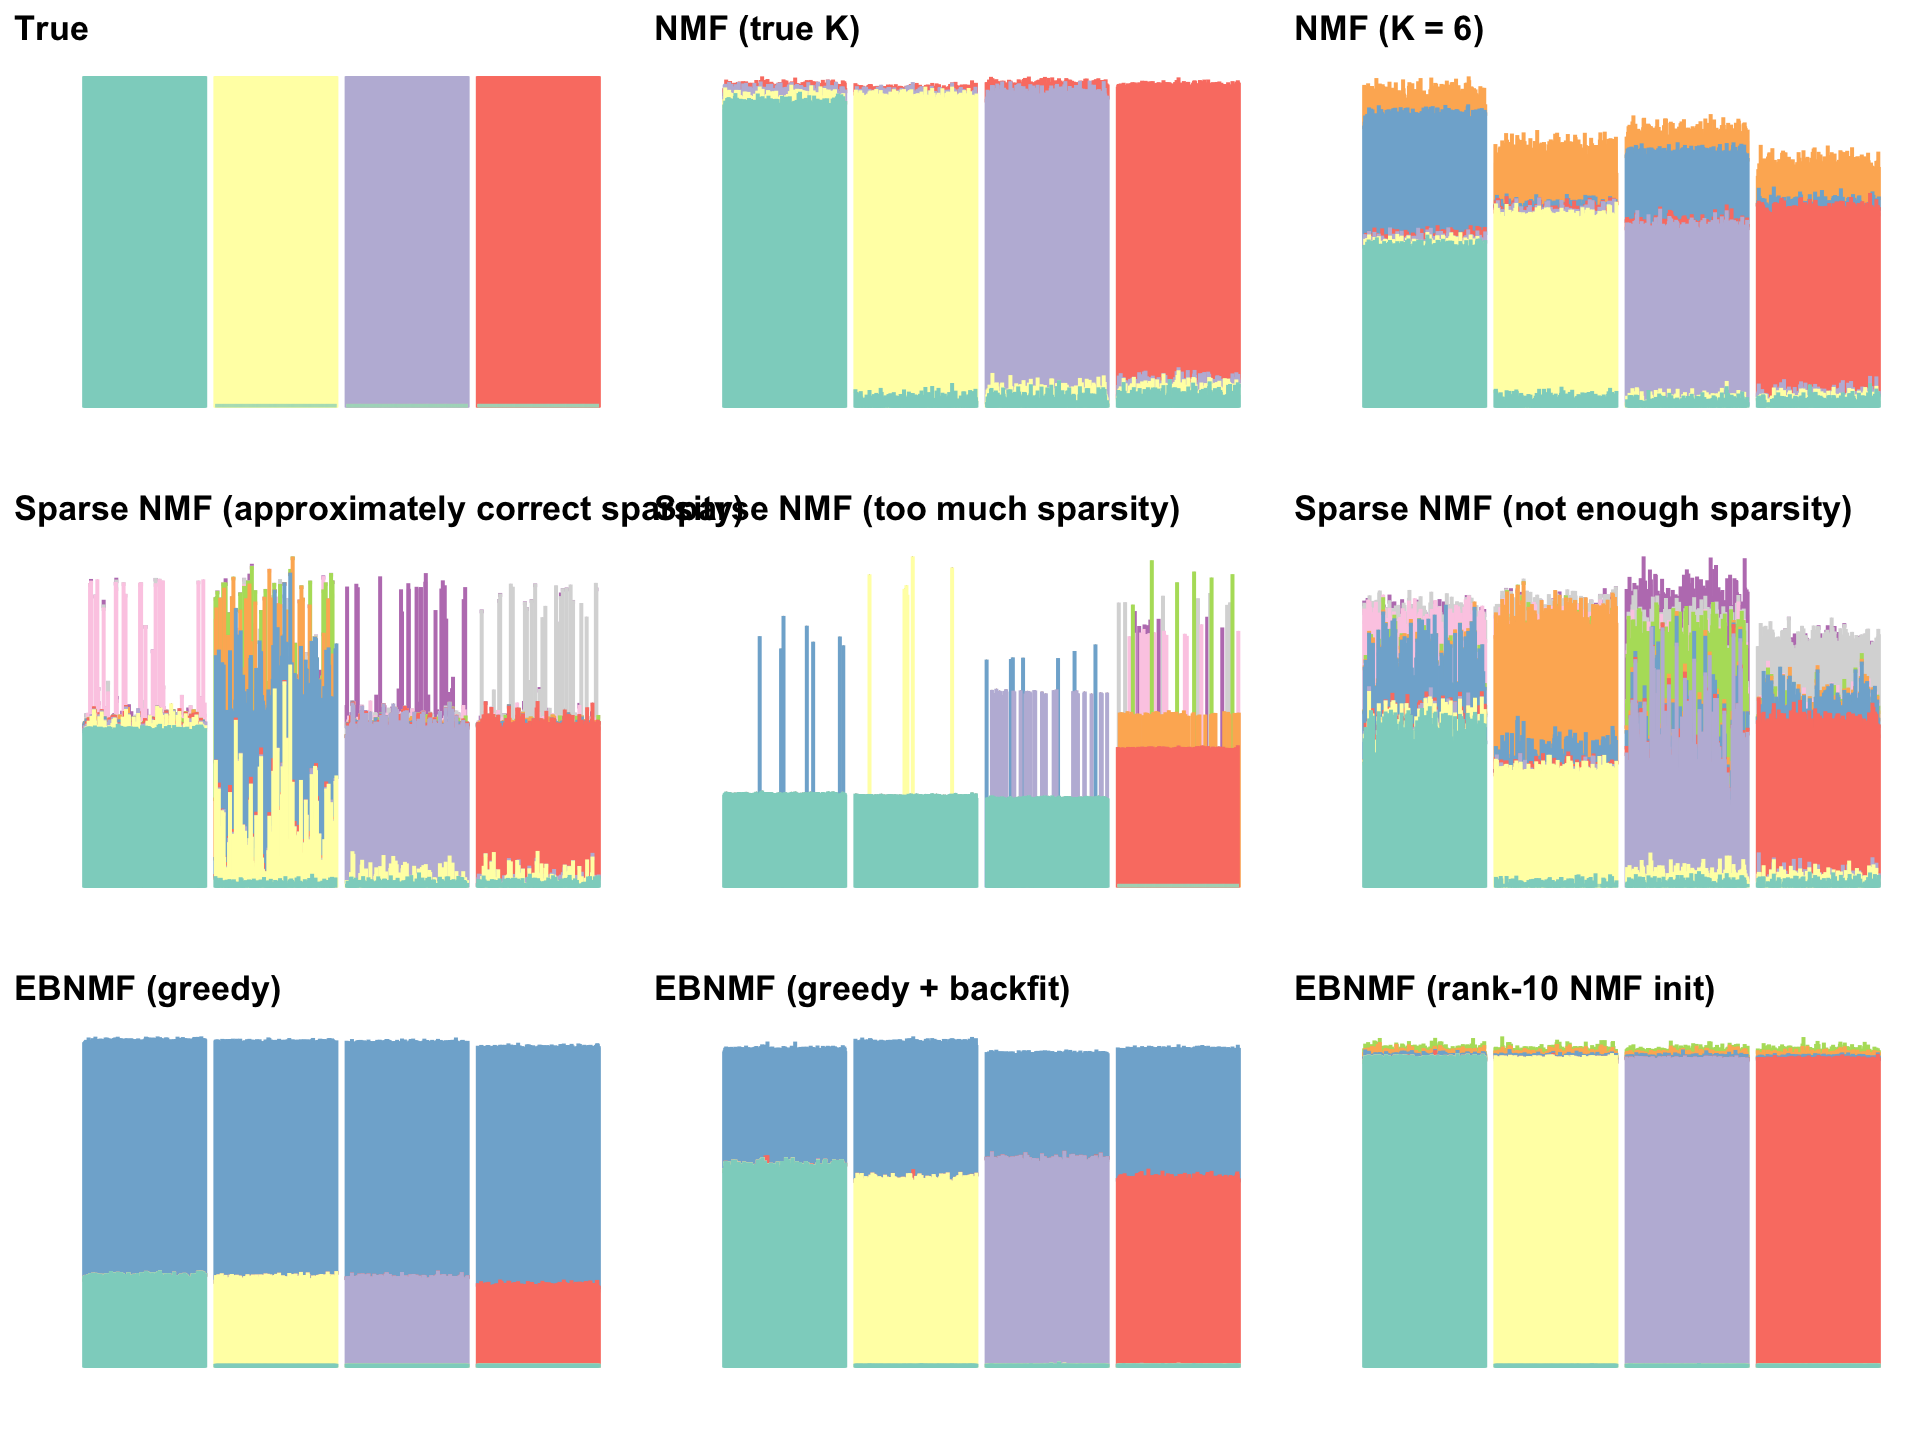 True
NMF (true K)
NMF (K = 6)
Sparse NMF (approximately correct sparsity)
Sparse NMF (too much sparsity)
Sparse NMF (not enough sparsity)
EBNMF (greedy)
EBNMF (greedy + backfit)
EBNMF (rank-10 NMF init)